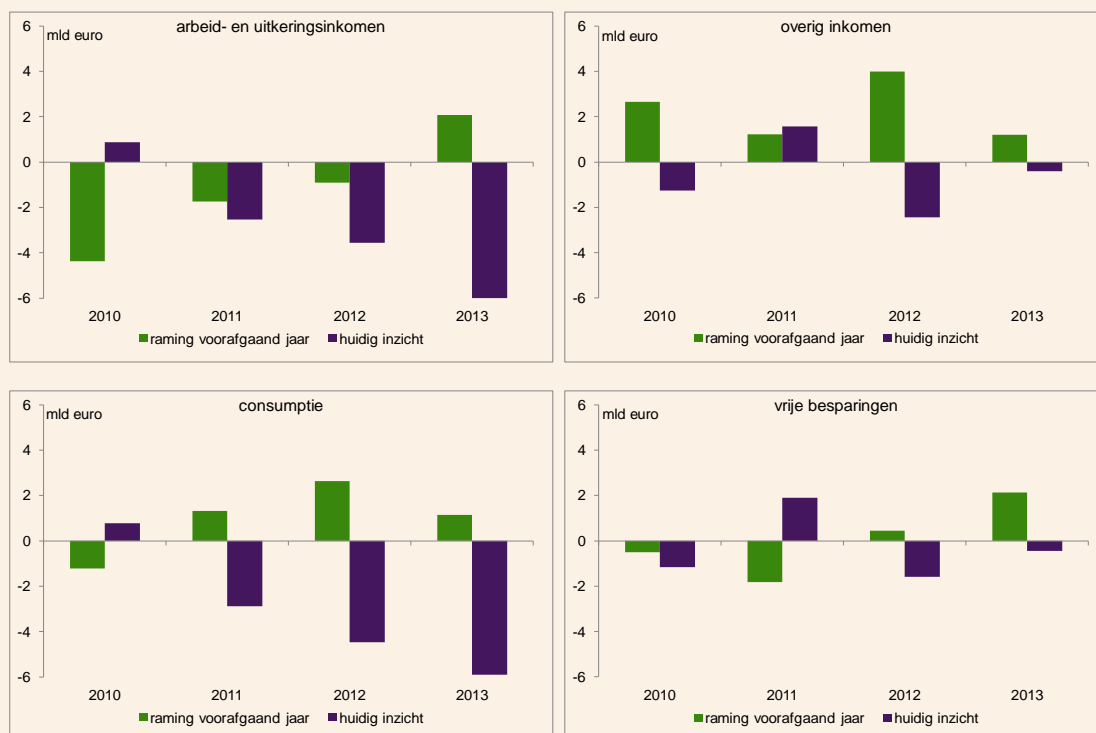 arbeid- en uitkeringsinkomen
mld euro
6
4
2
0
-2
-4
-6
2010 2011 2012 2013
raming voorafgaand jaar huidig inzicht
overig inkomen
mld euro
6
4
2
0
-2
-4
-6
2010 2011 2012 2013
raming voorafgaand jaar huidig inzicht
consumptie
mld euro
6
4
2
0
-2
-4
-6
2010 2011 2012 2013
raming voorafgaand jaar huidig inzicht
vrije besparingen
mld euro
6
4
2
0
-2
-4
-6
2010 2011 2012 2013
raming voorafgaand jaar huidig inzicht